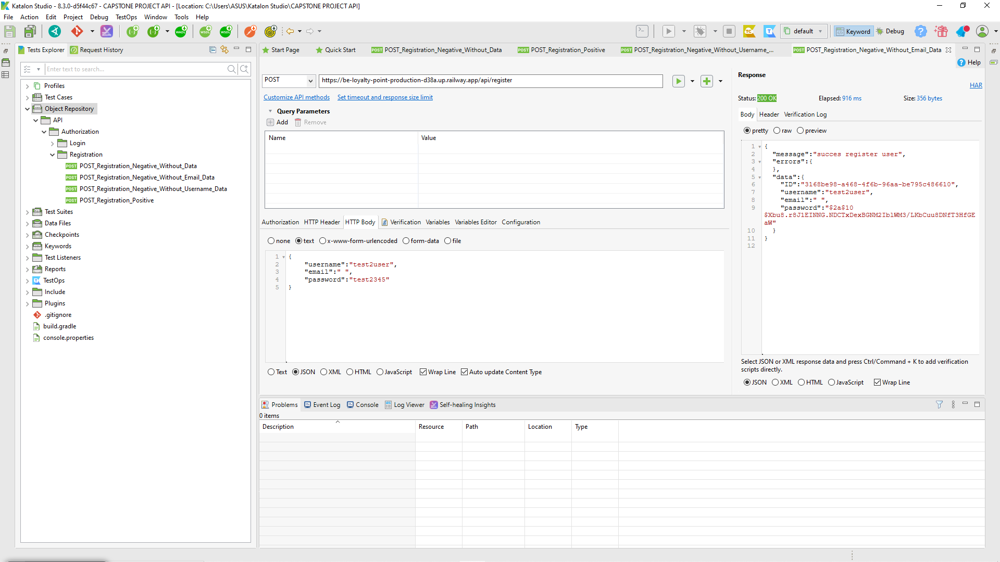 Katalon Studio - 8.3.0-d5f44c67 - CAPSTONE PROJECT API - [Location: C:\Users\ASUS\Katalon Studio\CAPSTONE PROJECT API]
File Action Edit Project Debug TestOps Window Tools Help
default Keyword Debug
Tests Explorer Request History
Enter text to search...
Profiles
Test Cases
Object Repository
API
Authorization
Login
Registration
POST POST_Registration_Negative_Without_Data
POST POST_Registration_Negative_Without_Email_Data
POST POST_Registration_Negative_Without_Username_Data
POST POST_Registration_Positive
Test Suites
Data Files
Checkpoints
Keywords
Test Listeners
Reports
TestOps
Include
Plugins
.gitignore
build.gradle
console.properties
Start Page Quick Start POST POST_Registration_Negative_Without_Data POST POST_Registration_Positive POST POST_Registration_Negative_Without_Username_... POST POST_Registration_Negative_Without_Email_Data
Help
POST https://be-loyalty-point-production-d38a.up.railway.app/api/register
Customize API methods Set timeout and response size limit
Query Parameters
Add Remove
Name Value
Authorization HTTP Header HTTP Body Verification Variables Variables Editor Configuration
none text x-www-form-urlencoded form-data file
1 {
2 "username":"test2user",
3 "email":" ",
4 "password":"test2345"
5 }
Text JSON XML HTML JavaScript Wrap Line Auto update Content Type
Response
HAR
Status: 200 OK Elapsed: 916 ms Size: 356 bytes
Body Header Verification Log
pretty raw preview
1 {
2 "message":"succes register user",
3 "errors":{
4 },
5 "data":{
6 "ID":"3168be98-a468-4f6b-96aa-be795c486610",
7 "username":"test2user",
8 "email":" ",
9 "password":"$2a$10
$Xbu8.r8J1EINNG.NDCTxDexBGNM2IblWM3/LKbCuu8DNfT3HfGE
aW"
10 }
11 }
12
Select JSON or XML response data and press Ctrl/Command + K to add verification
scripts directly.
JSON XML HTML JavaScript Wrap Line
Problems Event Log Console Log Viewer Self-healing Insights
0 items
Description Resource Path Location Type